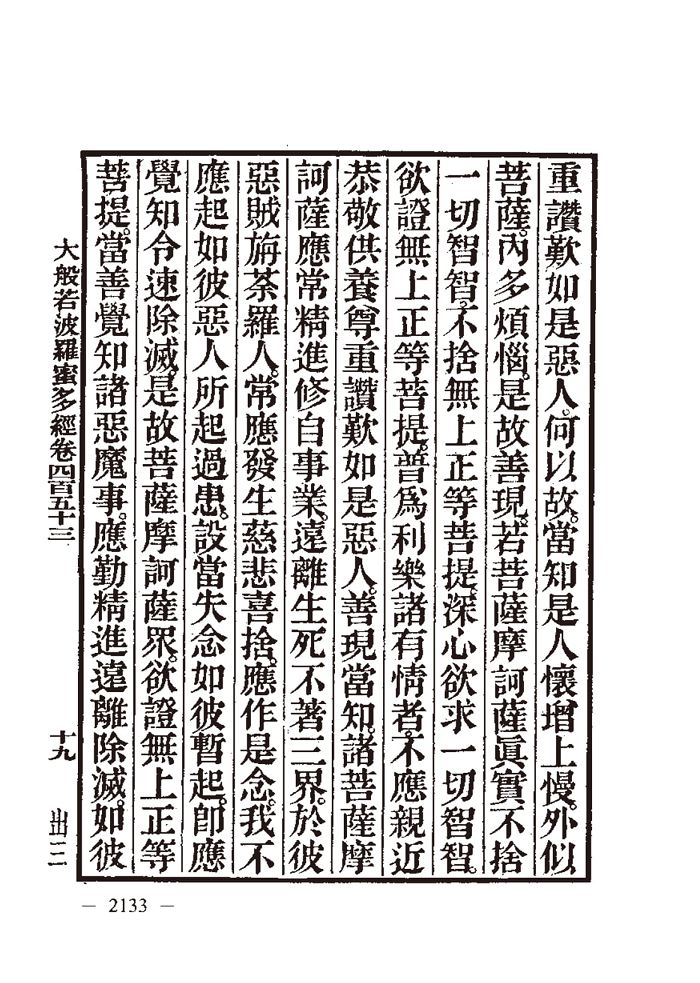 重讚歎如是惡人。何以故。當知是人懷增上慢。外似
菩薩。內多煩惱。是故善現。若菩薩摩訶薩眞實不捨
一切智智。不捨無上正等菩提。深心欲求一切智智。
欲證無上正等菩提。普爲利樂諸有情者。不應親近
恭敬供養尊重讚歎如是惡人。善現當知。諸菩薩摩
訶薩應常精進修自事業。遠離生死不著三界。於彼
惡賊旃荼羅人。常應發生慈悲喜捨。應作是念。我不
應起如彼惡人所起過患。設當失念如彼暫起。卽應
覺知令速除滅。是故菩薩摩訶薩眾。欲證無上正等
菩提。當善覺知諸惡魔事。應勤精進遠離除滅。如彼
大般若波羅蜜多經卷四百五十三 十九 出三
— 2133 —